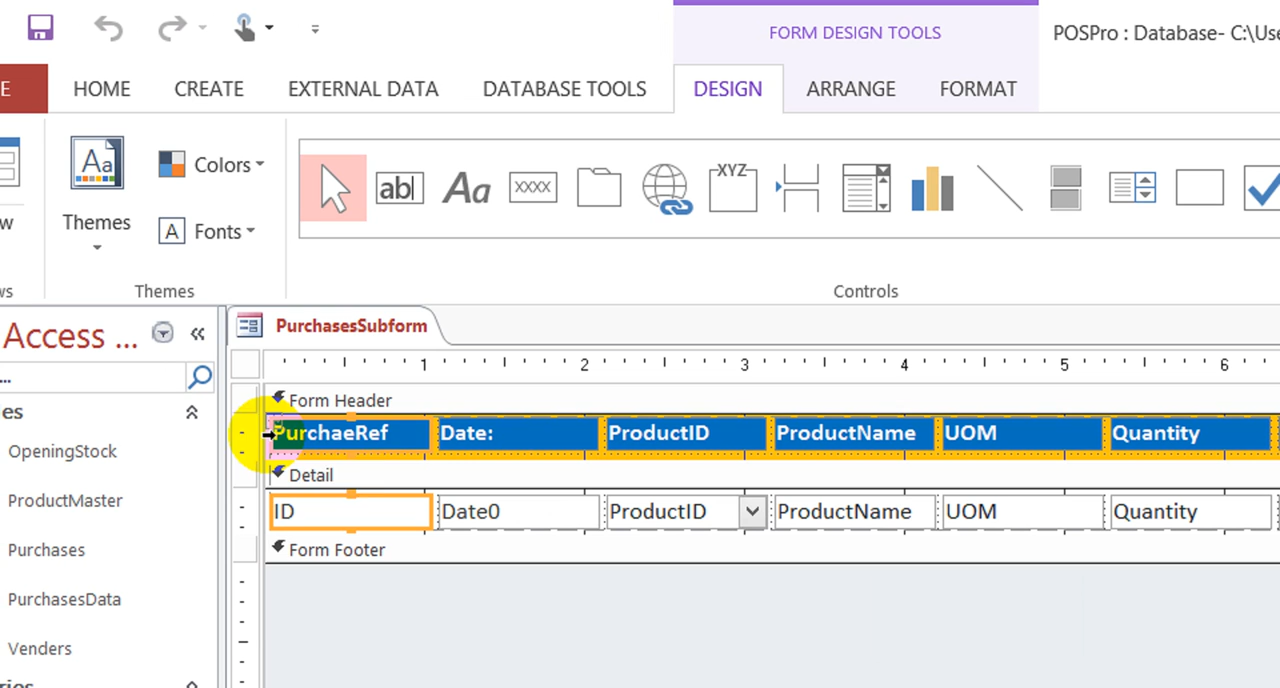 FORM DESIGN TOOLS
POSPro : Database- C:\Use
E
HOME
CREATE
EXTERNAL DATA
DATABASE TOOLS
DESIGN
ARRANGE
FORMAT
Aa
Themes
Colors
A Fonts
ab|
Aa
XXXX
XYZ
w
ws
Themes
Controls
Access ...
...
es
OpeningStock
ProductMaster
Purchases
PurchasesData
Venders
ries
PurchasesSubform
1 2 3 4 5 6
Form Header
PurchaeRef Date: ProductID ProductName UOM Quantity
Detail
ID Date0 ProductID ProductName UOM Quantity
Form Footer